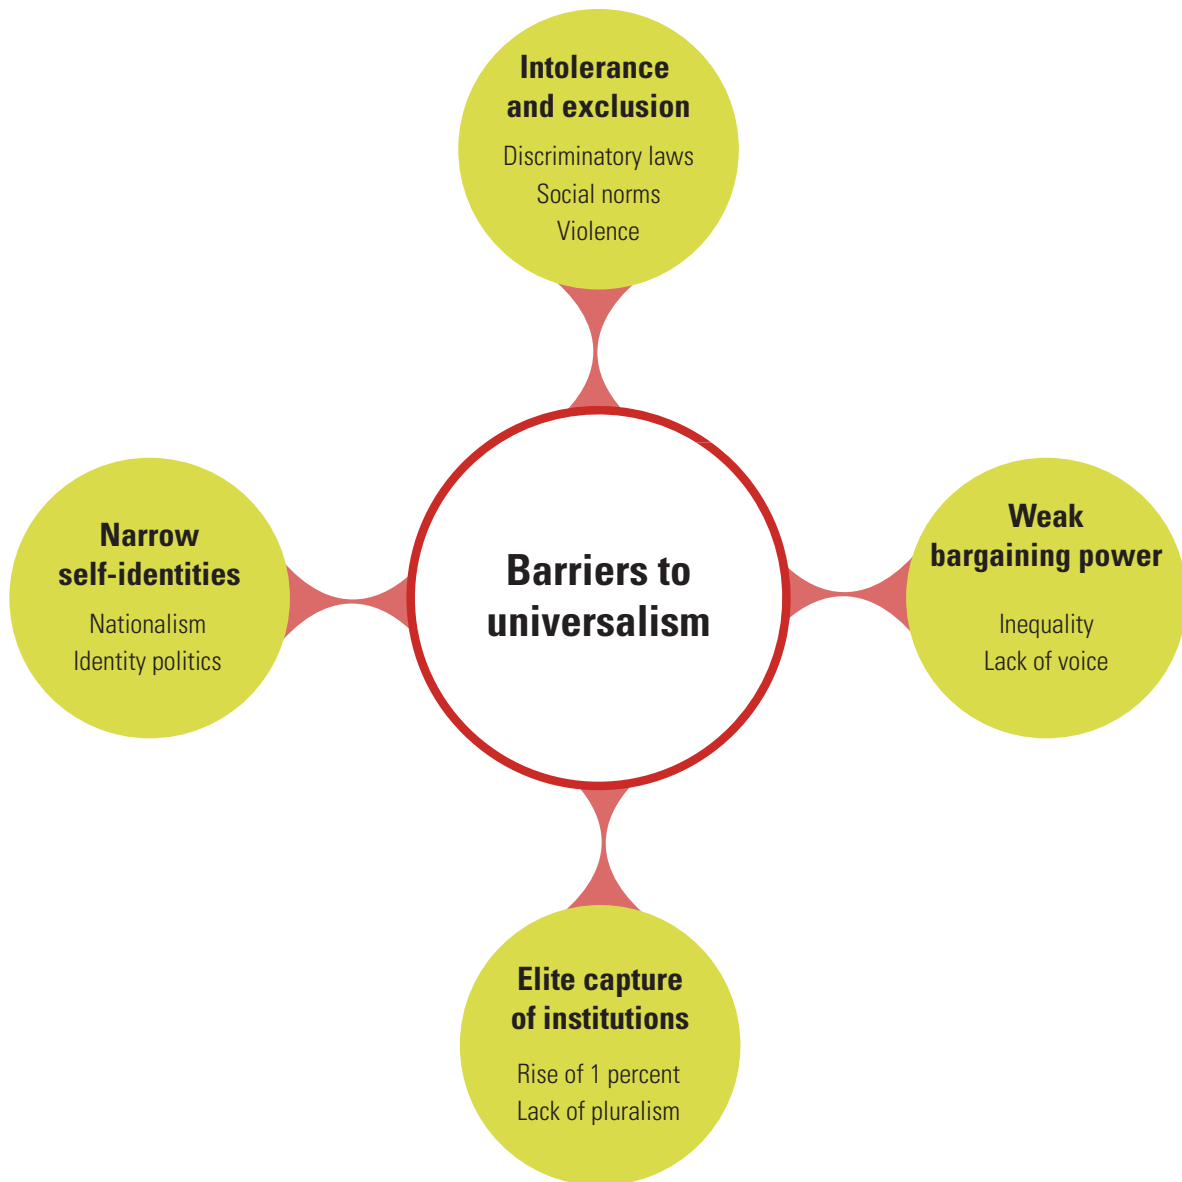 Intolerance
and exclusion
Discriminatory laws
Social norms
Violence
Narrow
self-identities
Nationalism
Identity politics
Barriers to
universalism
Weak
bargaining power
Inequality
Lack of voice
Elite capture
of institutions
Rise of 1 percent
Lack of pluralism